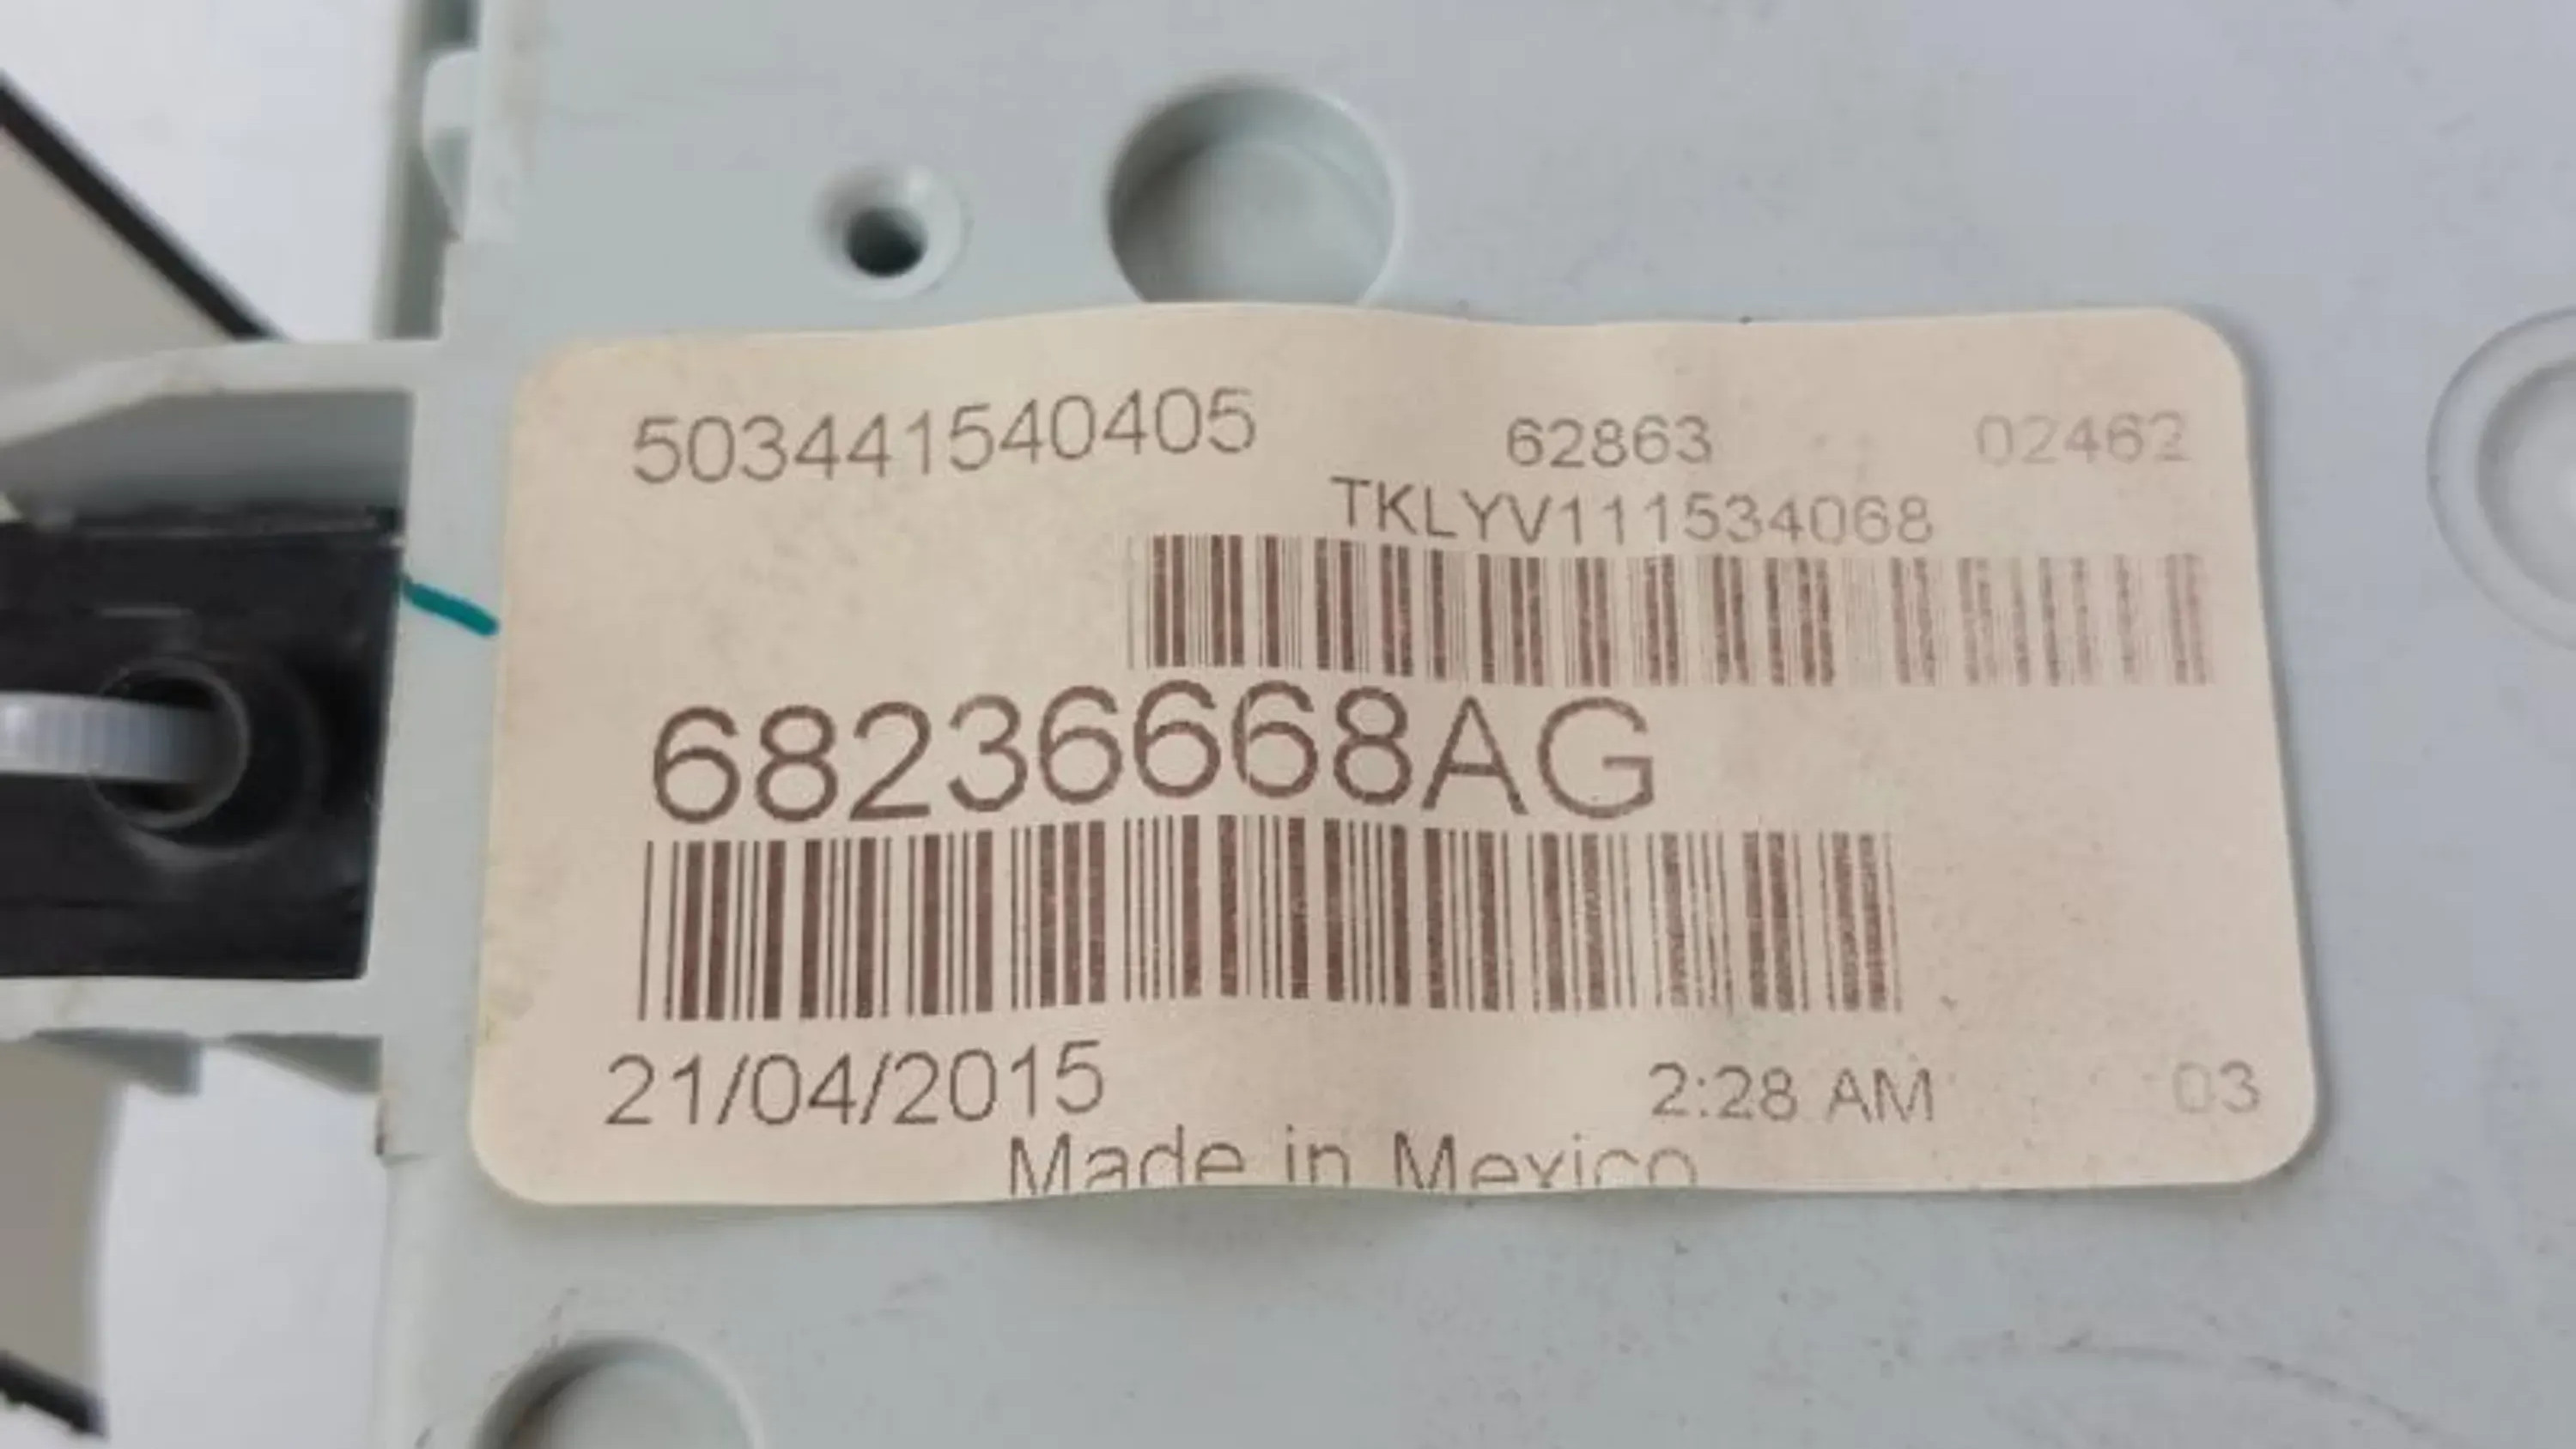 503441540405 62863 02462
TKLYV111534068
68236668AG
21/04/2015 2:28 AM 03
Made in Mexico